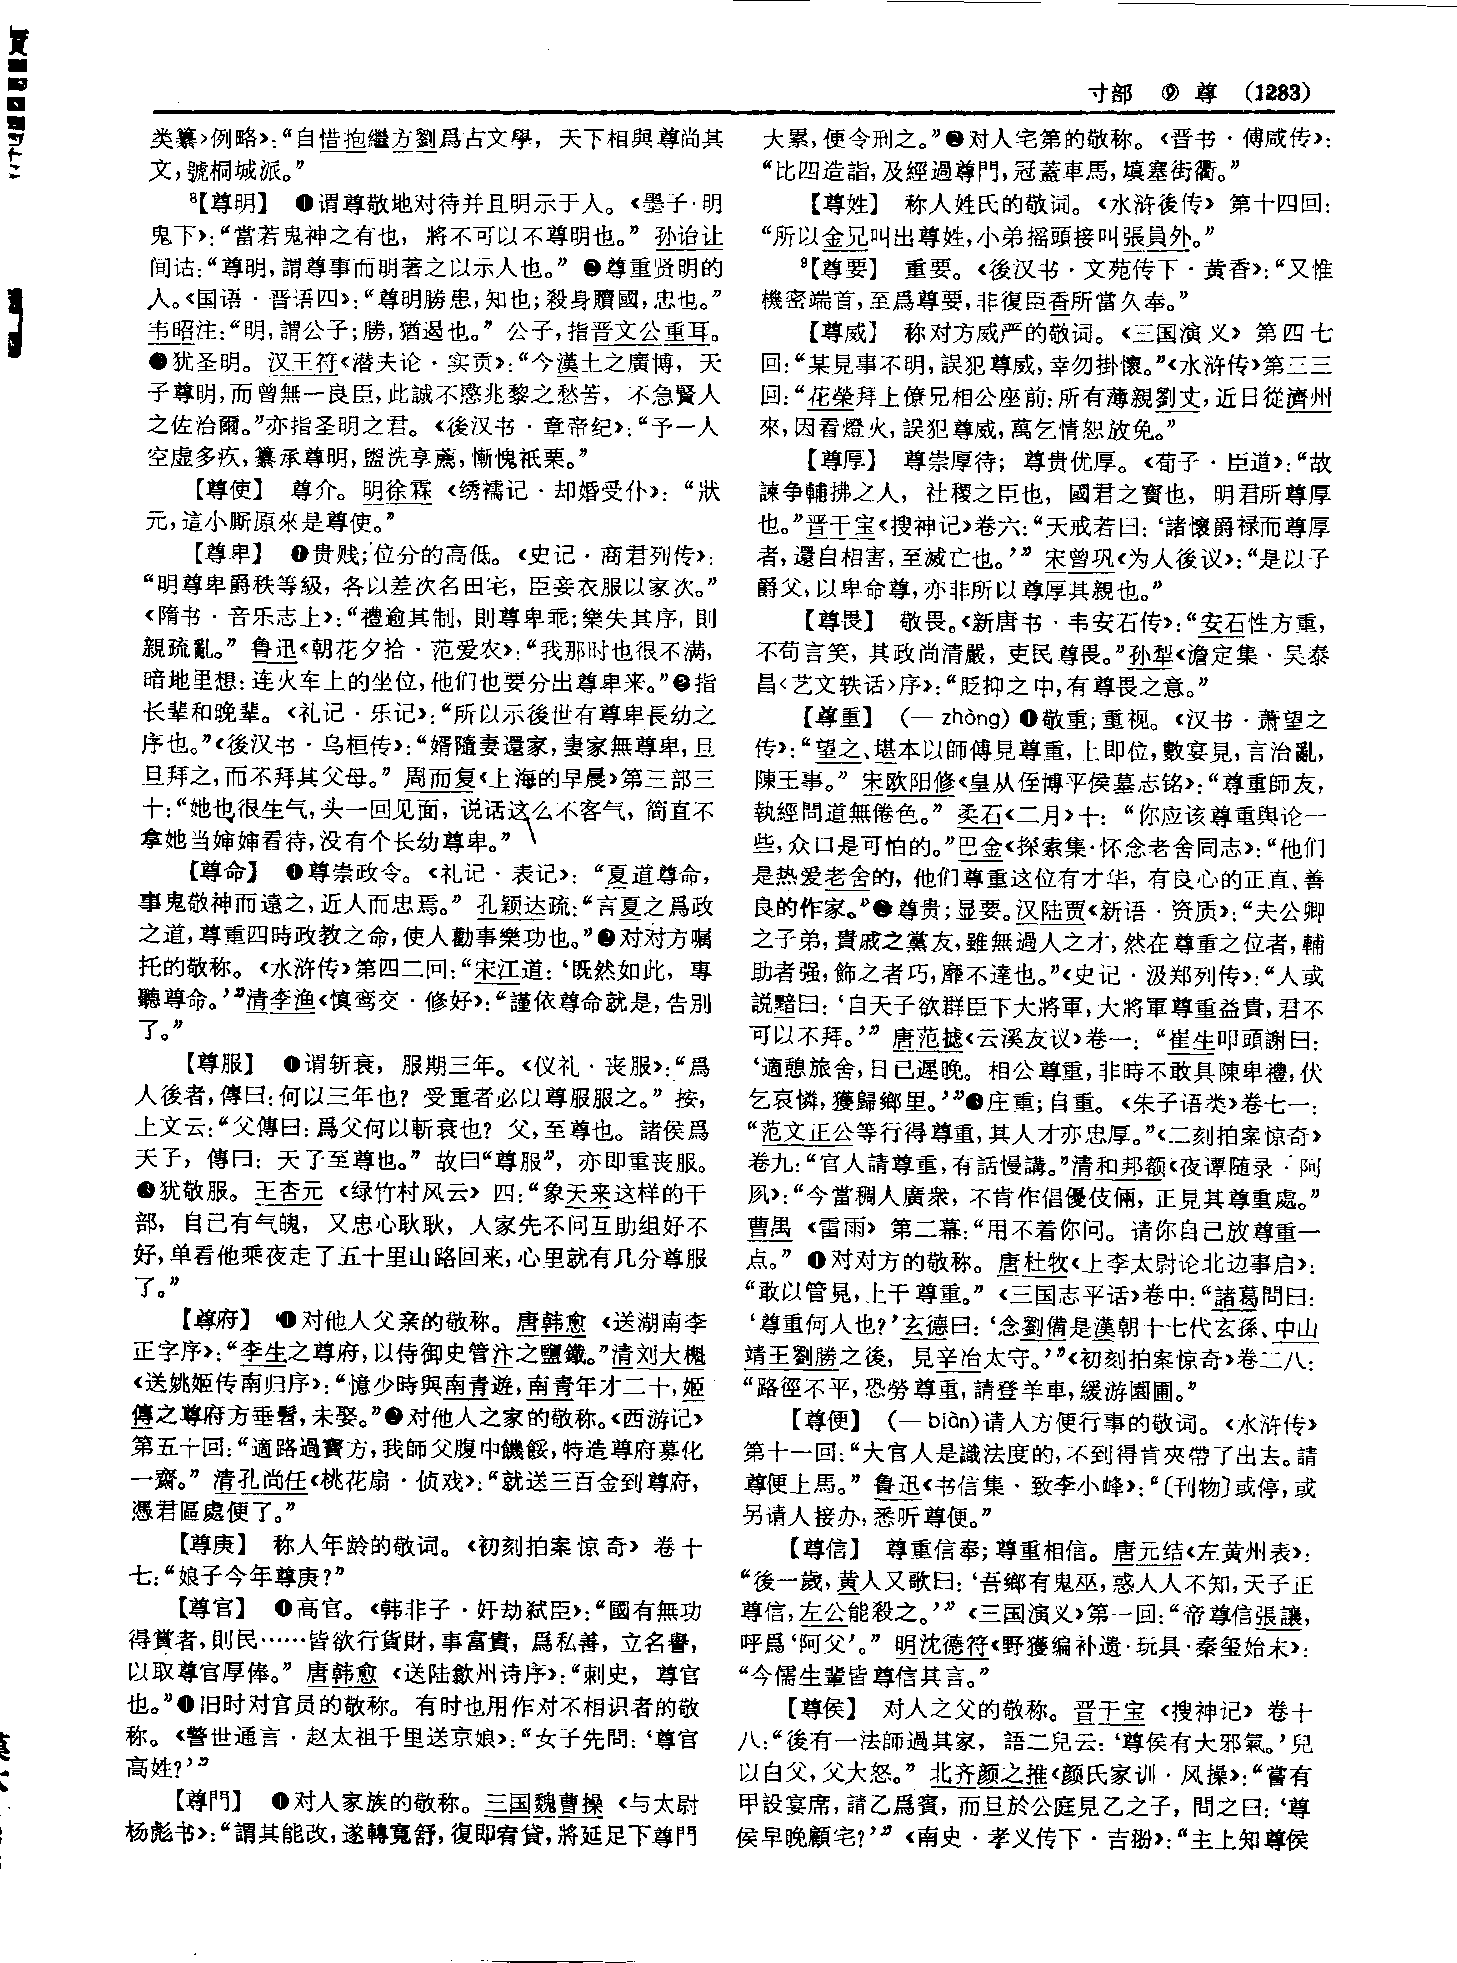 寸部 ⑨ 尊 (1283)
类纂›例略》：“自惜抱繼方劉爲古文學，天下相與尊尚其
文，號桐城派。”
⁸【尊明】 ❶谓尊敬地对待并且明示于人。《墨子·明
鬼下》：“當若鬼神之有也，將不可以不尊明也。” 孙诒让
间诂：“尊明，謂尊事而明著之以示人也。” ❷尊重贤明的
人。《国语·晋语四》：“尊明勝患，知也；殺身贖國，忠也。”
韦昭注：“明，謂公子；勝，猶遏也。” 公子，指晋文公重耳。
❸犹圣明。汉王符《潜夫论·实贡》：“今漢土之廣博，天
子尊明，而曾無一良臣，此誠不愍兆黎之愁苦，不急賢人
之佐治爾。”亦指圣明之君。《後汉书·章帝纪》：“予一人
空虚多疾，纂承尊明，盥洗享薦，慚愧祇栗。”
【尊使】 尊介。明徐霖《绣襦记·却婚受仆》：“狀
元，這小厮原來是尊使。”
【尊卑】 ❶贵贱；位分的高低。《史记·商君列传》：
“明尊卑爵秩等級，各以差次名田宅，臣妾衣服以家次。”
《隋书·音乐志上》：“禮逾其制，則尊卑乖；樂失其序，則
親疏亂。” 鲁迅《朝花夕拾·范爱农》：“我那时也很不满，
暗地里想：连火车上的坐位，他们也要分出尊卑来。”❷指
长辈和晚辈。《礼记·乐记》：“所以示後世有尊卑長幼之
序也。”《後汉书·乌桓传》：“婿隨妻還家，妻家無尊卑，旦
旦拜之，而不拜其父母。” 周而复《上海的早晨》第三部三
十：“她也很生气，头一回见面，说话这么不客气，简直不
拿她当婶婶看待，没有个长幼尊卑。”
【尊命】 ❶尊崇政令。《礼记·表记》：“夏道尊命，
事鬼敬神而遠之，近人而忠焉。” 孔颖达疏：“言夏之爲政
之道，尊重四時政教之命，使人勸事樂功也。”❷对对方嘱
托的敬称。《水浒传》第四二回：“宋江道：‘既然如此，專
聽尊命。’”清李渔《慎鸾交·修好》：“謹依尊命就是，告别
了。”
【尊服】 ❶谓斩衰，服期三年。《仪礼·丧服》：“爲
人後者，傳曰：何以三年也？受重者必以尊服服之。” 按，
上文云：“父傳曰：爲父何以斬衰也？父，至尊也。諸侯爲
天子，傳曰：天子至尊也。” 故曰“尊服”，亦即重丧服。
❷犹敬服。王杏元《绿竹村风云》四：“象天来这样的干
部，自己有气魄，又忠心耿耿，人家先不问互助组好不
好，单看他乘夜走了五十里山路回来，心里就有几分尊服
了。”
【尊府】 ❶对他人父亲的敬称。唐韩愈《送湖南李
正字序》：“李生之尊府，以侍御史管汴之鹽鐵。”清刘大櫆
《送姚姬传南归序》：“憶少時與南青遊，南青年才二十，姬
傳之尊府方垂髫，未娶。”❷对他人之家的敬称。《西游记》
第五十回：“適路過寶方，我師父腹中饑餒，特造尊府募化
一齋。” 清孔尚任《桃花扇·侦戏》：“就送三百金到尊府，
憑君區處便了。”
【尊庚】 称人年龄的敬词。《初刻拍案惊奇》卷十
七：“娘子今年尊庚？”
【尊官】 ❶高官。《韩非子·奸劫弑臣》：“國有無功
得賞者，則民……皆欲行貨財，事富貴，爲私善，立名譽，
以取尊官厚俸。” 唐韩愈《送陆歙州诗序》：“刺史，尊官
也。”❷旧时对官员的敬称。有时也用作对不相识者的敬
称。《警世通言·赵太祖千里送京娘》：“女子先問：‘尊官
高姓？’”
【尊門】 ❶对人家族的敬称。三国魏曹操《与太尉
杨彪书》：“謂其能改，遂轉寬舒，復即宥貸，將延足下尊門
大累，便令刑之。”❷对人宅第的敬称。《晋书·傅咸传》：
“比四造詣，及經過尊門，冠蓋車馬，填塞街衢。”
【尊姓】 称人姓氏的敬词。《水浒後传》第十四回：
“所以金兄叫出尊姓，小弟摇頭接叫張員外。”
⁹【尊要】 重要。《後汉书·文苑传下·黄香》：“又惟
機密端首，至爲尊要，非復臣香所當久奉。”
【尊威】 称对方威严的敬词。《三国演义》第四七
回：“某見事不明，誤犯尊威，幸勿掛懷。”《水浒传》第三三
回：“花榮拜上僚兄相公座前：所有薄親劉丈，近日從濟州
來，因看燈火，誤犯尊威，萬乞情恕放免。”
【尊厚】 尊崇厚待；尊贵优厚。《荀子·臣道》：“故
諫争輔拂之人，社稷之臣也，國君之寶也，明君所尊厚
也。”晋干宝《搜神记》卷六：“天戒若曰：‘諸懷爵禄而尊厚
者，還自相害，至滅亡也。’” 宋曾巩《为人後议》：“是以子
爵父，以卑命尊，亦非所以尊厚其親也。”
【尊畏】 敬畏。《新唐书·韦安石传》：“安石性方重，
不苟言笑，其政尚清嚴，吏民尊畏。”孙犁《澹定集·吴泰
昌〈艺文轶话〉序》：“貶抑之中，有尊畏之意。”
【尊重】 (— zhòng) ❶敬重；重视。《汉书·萧望之
传》：“望之、堪本以師傅見尊重，上即位，數宴見，言治亂，
陳王事。” 宋欧阳修《皇从侄博平侯墓志铭》：“尊重師友，
執經問道無倦色。” 柔石《二月》十：“你应该尊重舆论一
些，众口是可怕的。”巴金《探索集·怀念老舍同志》：“他们
是热爱老舍的，他们尊重这位有才华，有良心的正直、善
良的作家。”❷尊贵；显要。汉陆贾《新语·资质》：“夫公卿
之子弟，貴戚之黨友，雖無過人之才，然在尊重之位者，輔
助者强，飾之者巧，靡不達也。”《史记·汲郑列传》：“人或
説黯曰：‘自天子欲群臣下大將軍，大將軍尊重益貴，君不
可以不拜。’” 唐范摅《云溪友议》卷一：“崔生叩頭謝曰：
‘適憩旅舍，日已遲晚。相公尊重，非時不敢具陳卑禮，伏
乞哀憐，獲歸鄉里。’”❸庄重；自重。《朱子语类》卷七一：
“范文正公等行得尊重，其人才亦忠厚。”《二刻拍案惊奇》
卷九：“官人請尊重，有話慢講。”清和邦额《夜谭随录·阿
凤》：“今當稠人廣衆，不肯作倡優伎倆，正見其尊重處。”
曹禺《雷雨》第二幕：“用不着你问。请你自己放尊重一
点。” ❹对对方的敬称。唐杜牧《上李太尉论北边事启》：
“敢以管見，上干尊重。”《三国志平话》卷中：“諸葛問曰：
‘尊重何人也？’玄德曰：‘念劉備是漢朝十七代玄孫、中山
靖王劉勝之後，見辛冶太守。’”《初刻拍案惊奇》卷二八：
“路徑不平，恐勞尊重，請登羊車，緩游園圃。”
【尊便】 (— biàn)请人方便行事的敬词。《水浒传》
第十一回：“大官人是識法度的，不到得肯夾帶了出去。請
尊便上馬。” 鲁迅《书信集·致李小峰》：“〔刊物〕或停，或
另请人接办，悉听尊便。”
【尊信】 尊重信奉；尊重相信。唐元结《左黄州表》：
“後一歲，黄人又歌曰：‘吾鄉有鬼巫，惑人人不知，天子正
尊信，左公能殺之。’” 《三国演义》第一回：“帝尊信張讓，
呼爲‘阿父’。” 明沈德符《野獲编补遗·玩具·秦玺始末》：
“今儒生輩皆尊信其言。”
【尊侯】 对人之父的敬称。晋干宝《搜神记》卷十
八：“後有一法師過其家，語二兒云：‘尊侯有大邪氣。’兒
以白父，父大怒。” 北齐颜之推《颜氏家训·风操》：“嘗有
甲設宴席，請乙爲賓，而旦於公庭見乙之子，問之曰：‘尊
侯早晚顧宅？’” 《南史·孝义传下·吉翂》：“主上知尊侯